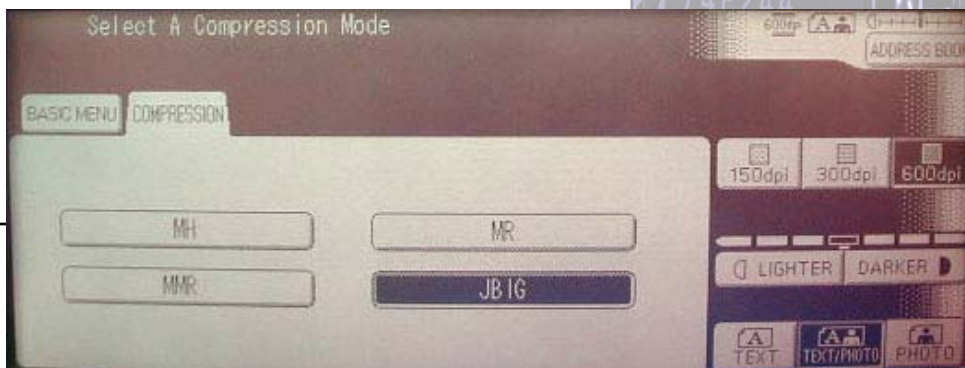 Select A Compression Mode
600dpi
A
ADDRESS BOOK
BASIC MENU
COMPRESSION
150dpi
300dpi
600dpi
MH
MR
MMR
JBIG
LIGHTER
DARKER
A
TEXT
A
TEXT/PHOTO
PHOTO